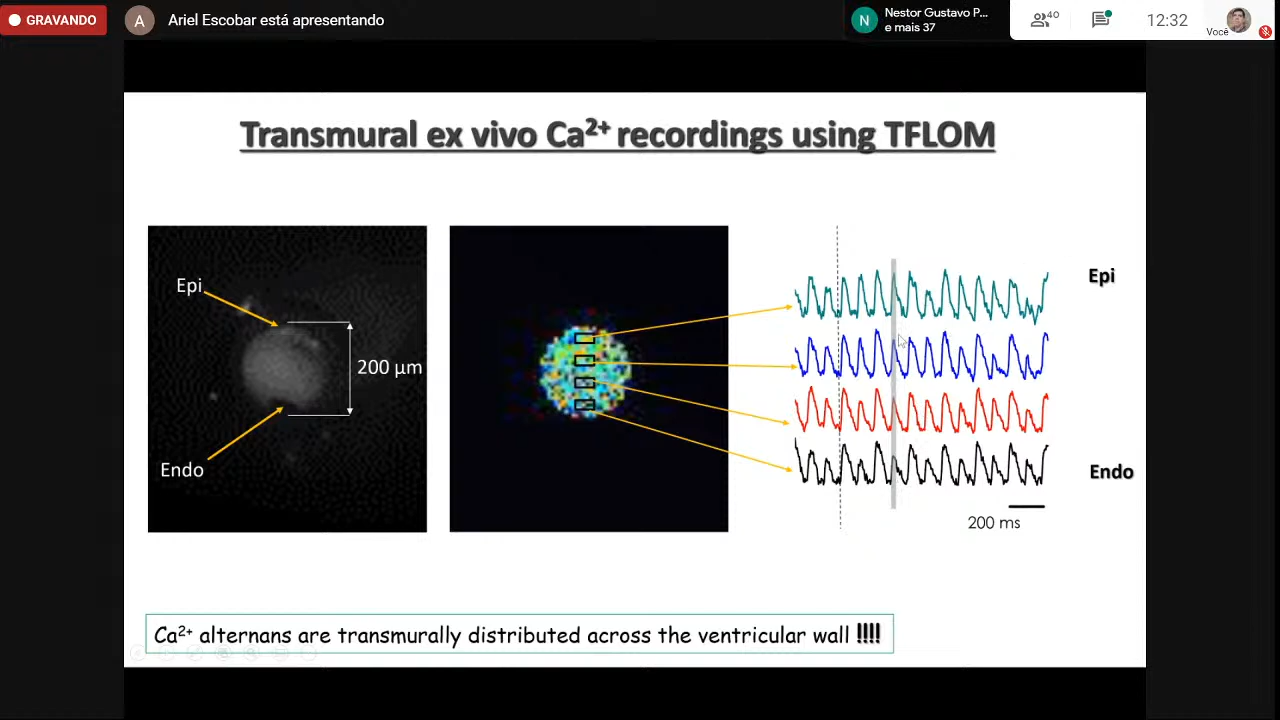 GRAVANDO
A
Ariel Escobar está apresentando
N
Nestor Gustavo P...
e mais 37
40
12:32
Você
Transmural ex vivo Ca²⁺ recordings using TFLOM
Epi
200 µm
Endo
Epi
Endo
200 ms
Ca²⁺ alternans are transmurally distributed across the ventricular wall !!!!